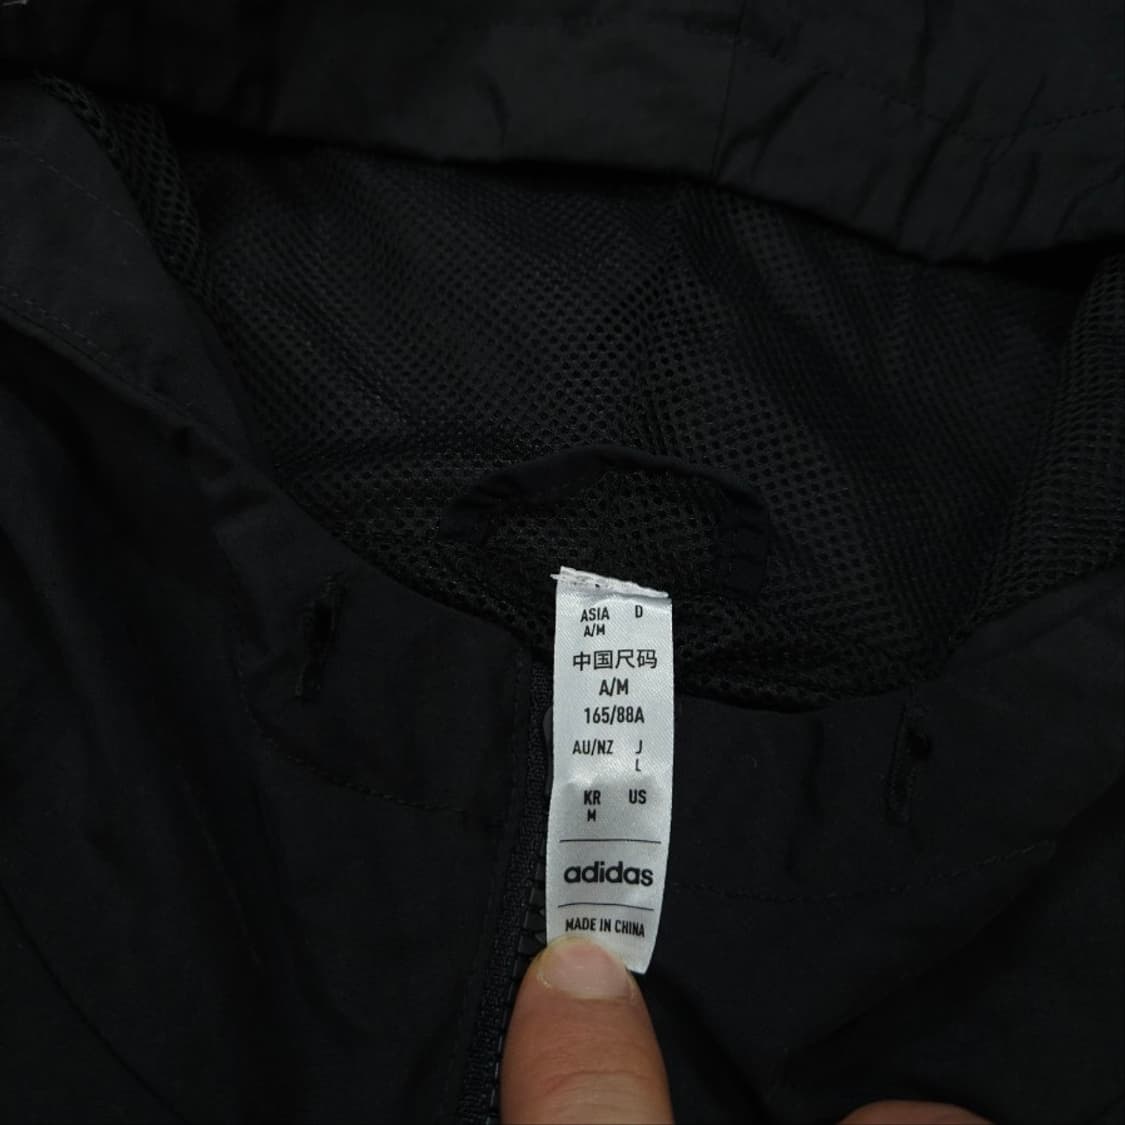 ASIA D
A/M
中国尺码
A/M
165/88A
AU/NZ J
L
KR US
M
adidas
MADE IN CHINA